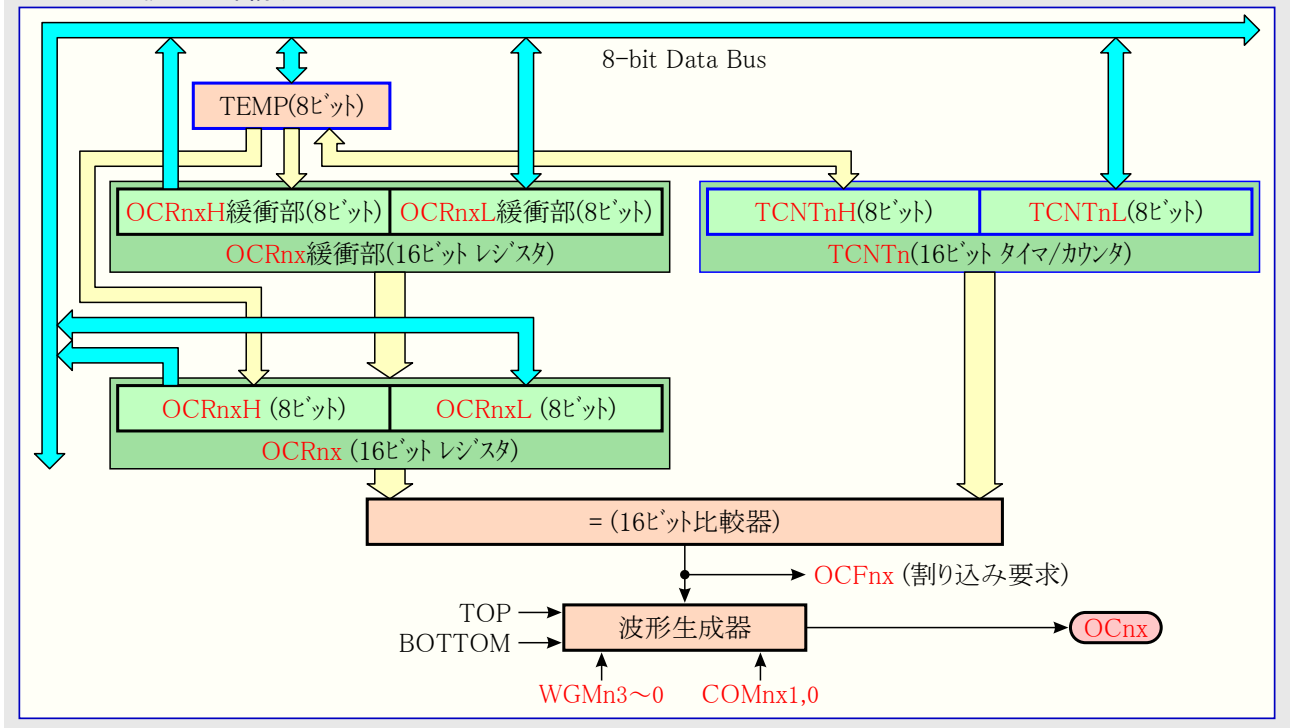 8-bit Data Bus
TEMP(8ビット)
OCRnxH緩衝部(8ビット) OCRnxL緩衝部(8ビット)
OCRnx緩衝部(16ビット レジスタ)
TCNTnH(8ビット) TCNTnL(8ビット)
TCNTn(16ビット タイマ/カウンタ)
OCRnxH (8ビット) OCRnxL (8ビット)
OCRnx (16ビット レジスタ)
= (16ビット比較器)
OCFnx (割り込み要求)
TOP
BOTTOM
波形生成器
OCnx
WGMn3～0 COMnx1,0